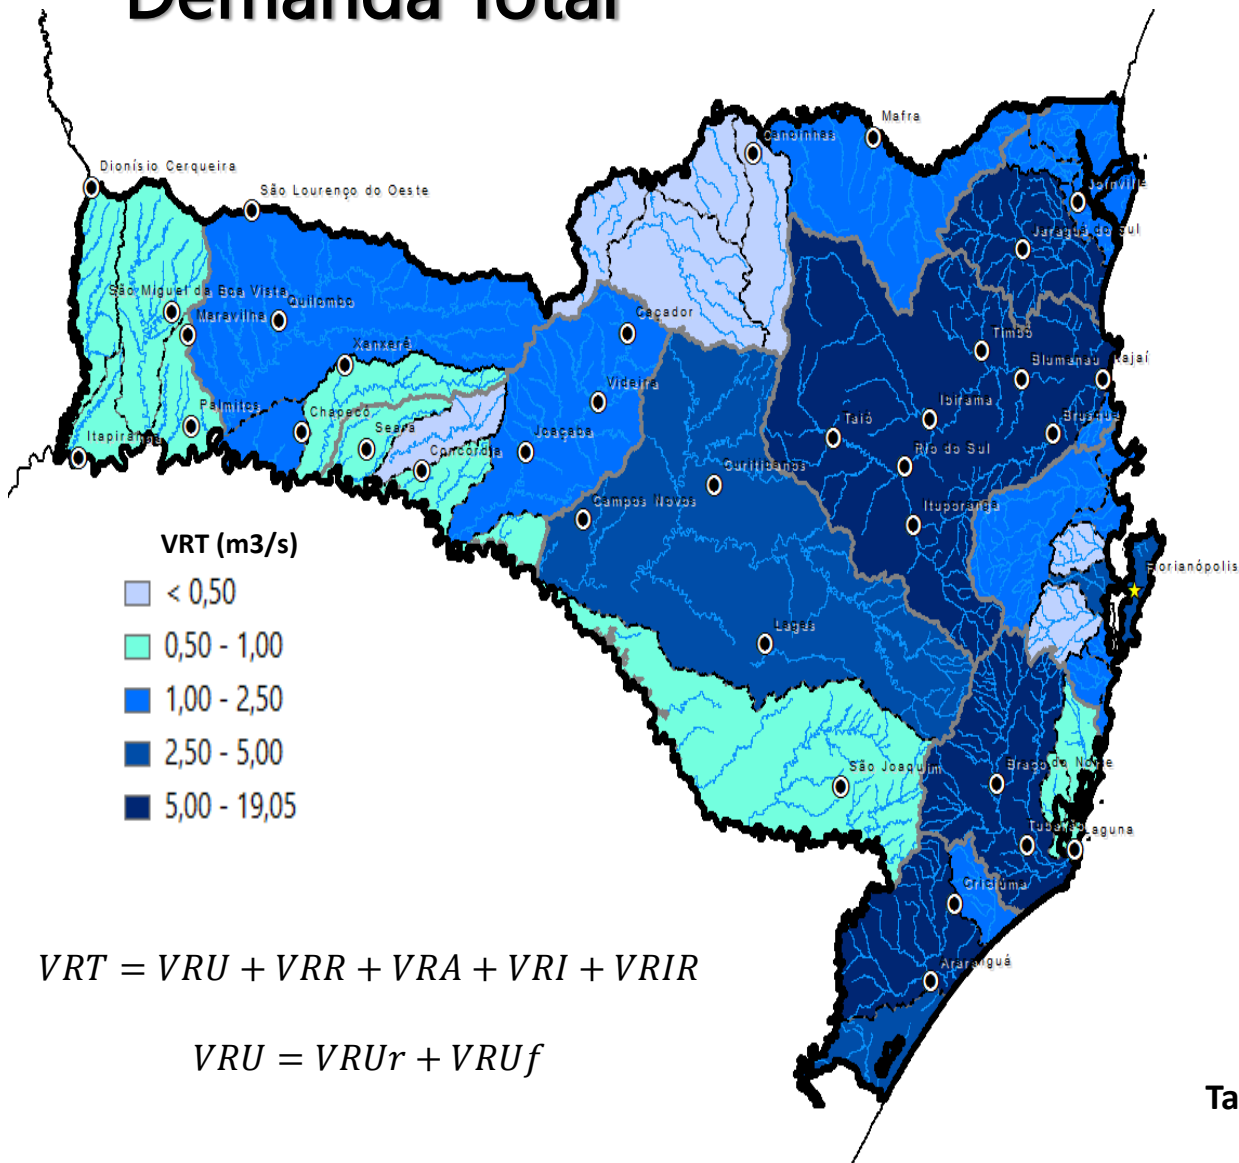 Demanda Total
Mafra
Canoinhas
Dionísio Cerqueira
São Lourenço do Oeste
Joinville
Jaraguá do Sul
São Miguel da Boa Vista
Quilombo
Maravilha
Caçador
Timbó
Xanxerê
Blumenau
Itajaí
Videira
Palmitos
Chapecó
Ibirama
Brusque
Taió
Itapiranga
Seara
Joaçaba
Rio do Sul
Concórdia
Curitibanos
Campos Novos
Ituporanga
VRT (m3/s)
< 0,50
0,50 - 1,00
1,00 - 2,50
2,50 - 5,00
5,00 - 19,05
Florianópolis
Lages
São Joaquim
Braço do Norte
Tubarão
Laguna
Criciúma
Araranguá
VRT = VRU + VRR + VRA + VRI + VRIR
VRU = VRUr + VRUf
Ta